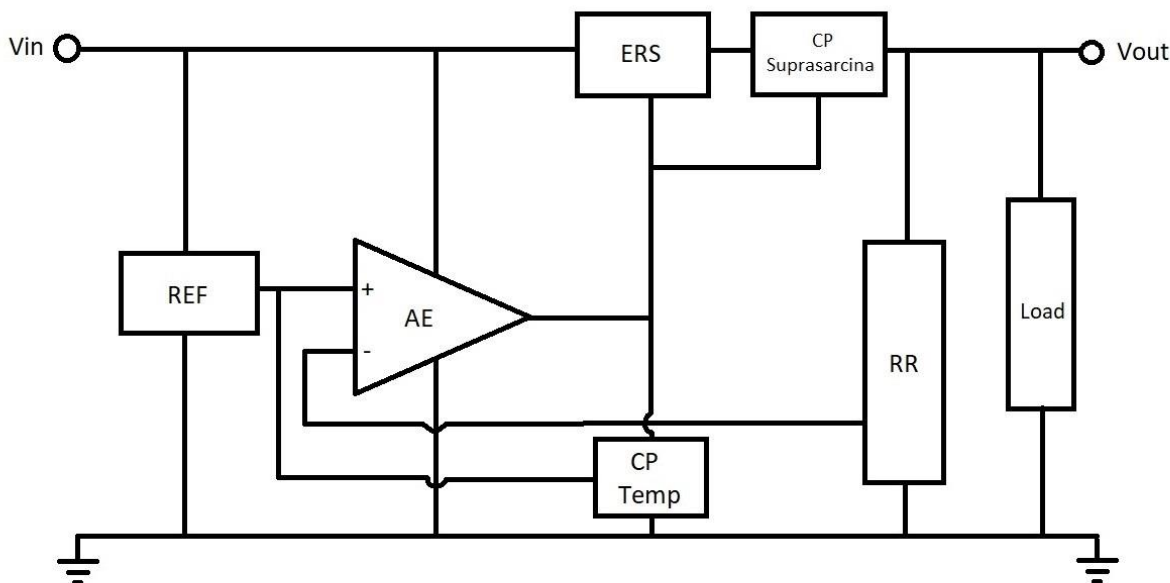 Vin
ERS
CP
Suprasarcina
Vout
REF
+
AE
-
RR
Load
CP
Temp